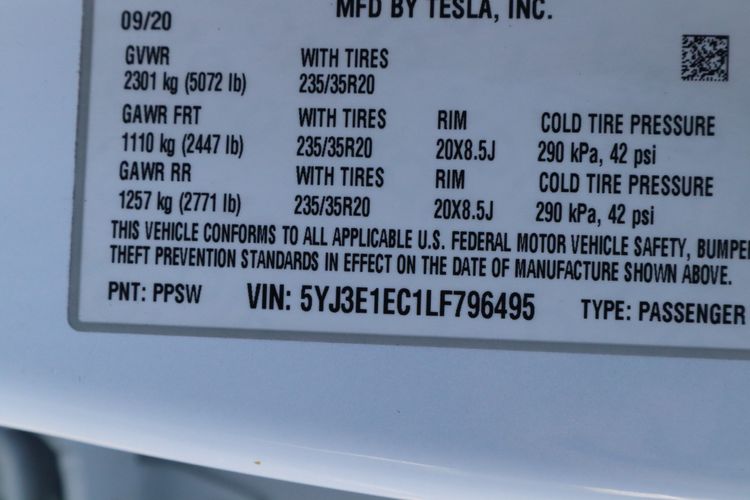 MFD BY TESLA, INC.
09/20
GVWR WITH TIRES
2301 kg (5072 lb) 235/35R20
GAWR FRT WITH TIRES RIM COLD TIRE PRESSURE
1110 kg (2447 lb) 235/35R20 20X8.5J 290 kPa, 42 psi
GAWR RR WITH TIRES RIM COLD TIRE PRESSURE
1257 kg (2771 lb) 235/35R20 20X8.5J 290 kPa, 42 psi
THIS VEHICLE CONFORMS TO ALL APPLICABLE U.S. FEDERAL MOTOR VEHICLE SAFETY, BUMPE
THEFT PREVENTION STANDARDS IN EFFECT ON THE DATE OF MANUFACTURE SHOWN ABOVE.
PNT: PPSW VIN: 5YJ3E1EC1LF796495 TYPE: PASSENGER